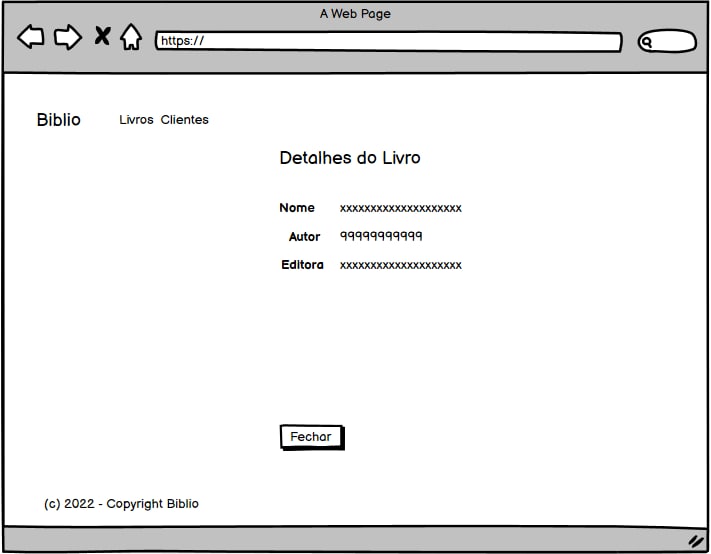 A Web Page
https://
Biblio Livros Clientes
Detalhes do Livro
Nome xxxxxxxxxxxxxxxxxxxx
Autor 99999999999
Editora xxxxxxxxxxxxxxxxxxxx
Fechar
(c) 2022 - Copyright Biblio